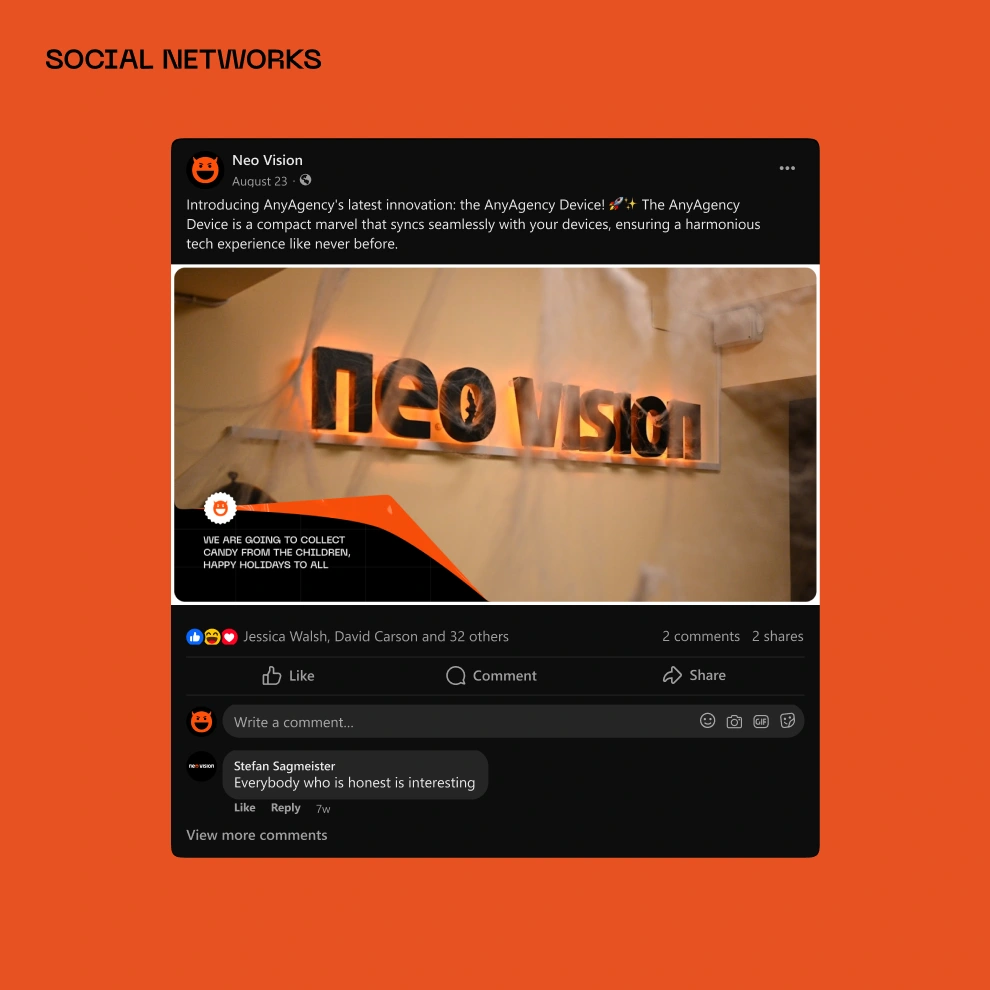 SOCIAL NETWORKS
Neo Vision
August 23 ·
Introducing AnyAgency's latest innovation: the AnyAgency Device! 🚀✨ The AnyAgency
Device is a compact marvel that syncs seamlessly with your devices, ensuring a harmonious
tech experience like never before.
neo vision
WE ARE GOING TO COLLECT
CANDY FROM THE CHILDREN,
HAPPY HOLIDAYS TO ALL
Jessica Walsh, David Carson and 32 others 2 comments 2 shares
Like Comment Share
Write a comment... GIF
neo vision
Stefan Sagmeister
Everybody who is honest is interesting
Like Reply 7w
View more comments